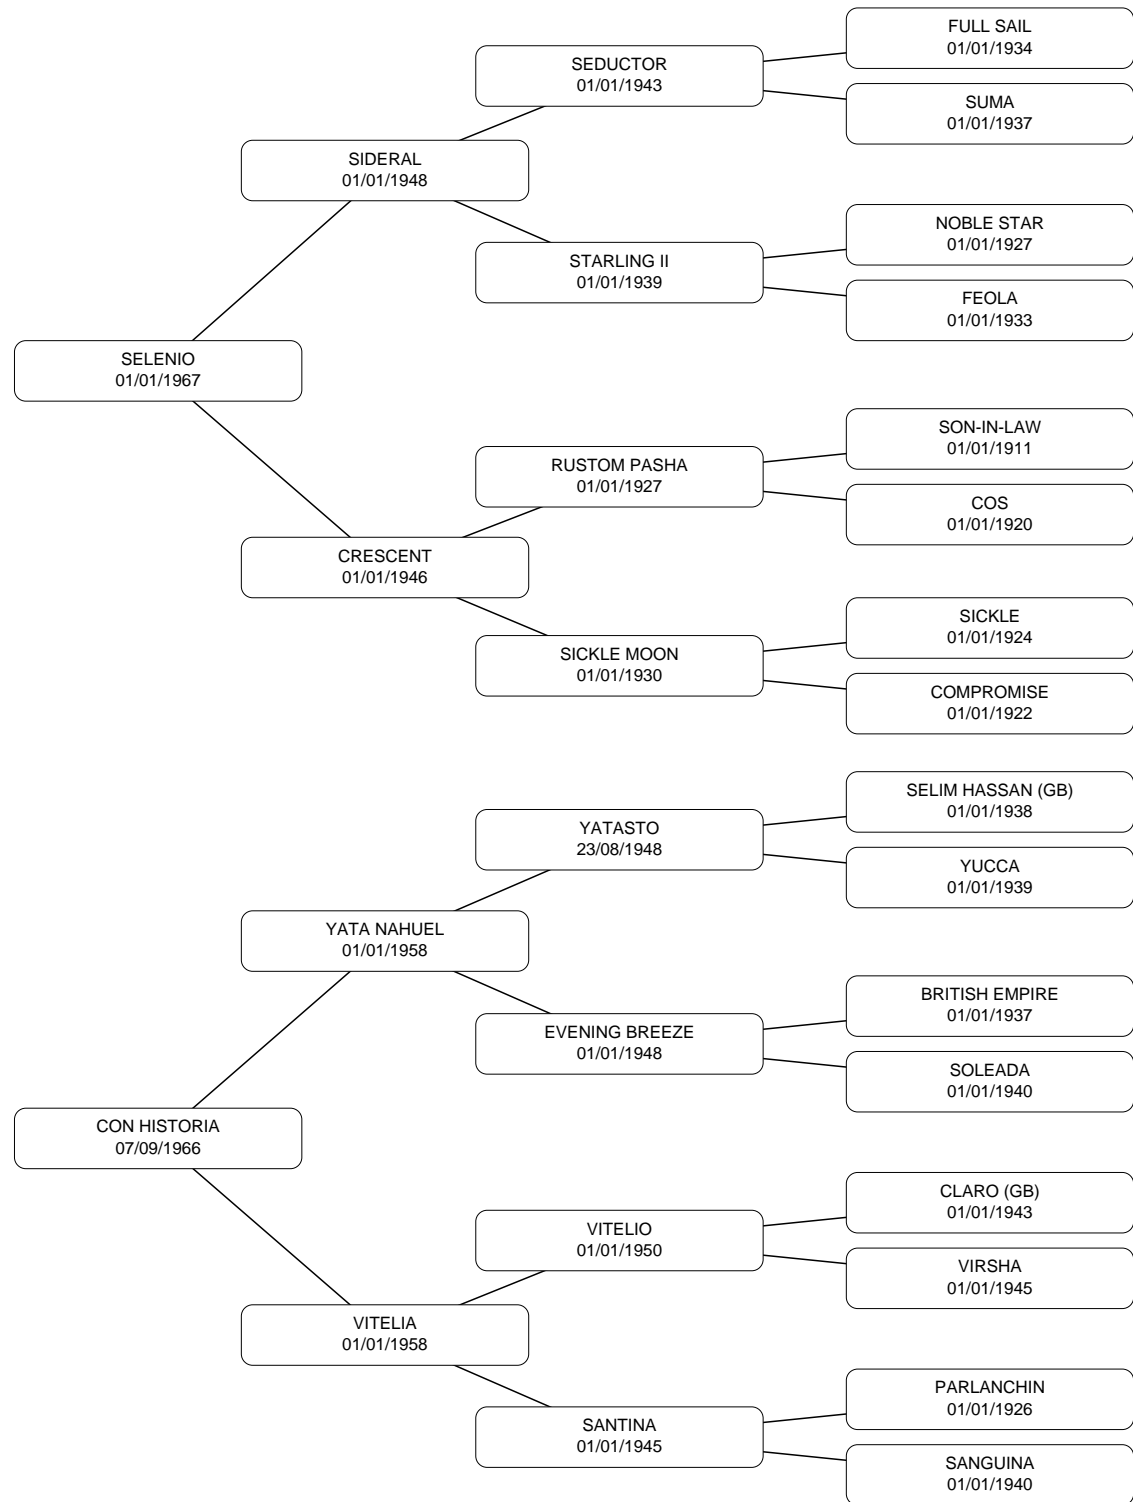 FULL SAIL
01/01/1934
SEDUCTOR
01/01/1943
SUMA
01/01/1937
SIDERAL
01/01/1948
NOBLE STAR
01/01/1927
STARLING II
01/01/1939
FEOLA
01/01/1933
SELENIO
01/01/1967
SON-IN-LAW
01/01/1911
RUSTOM PASHA
01/01/1927
COS
01/01/1920
CRESCENT
01/01/1946
SICKLE
01/01/1924
SICKLE MOON
01/01/1930
COMPROMISE
01/01/1922
SELIM HASSAN (GB)
01/01/1938
YATASTO
23/08/1948
YUCCA
01/01/1939
YATA NAHUEL
01/01/1958
BRITISH EMPIRE
01/01/1937
EVENING BREEZE
01/01/1948
SOLEADA
01/01/1940
CON HISTORIA
07/09/1966
CLARO (GB)
01/01/1943
VITELIO
01/01/1950
VIRSHA
01/01/1945
VITELIA
01/01/1958
PARLANCHIN
01/01/1926
SANTINA
01/01/1945
SANGUINA
01/01/1940